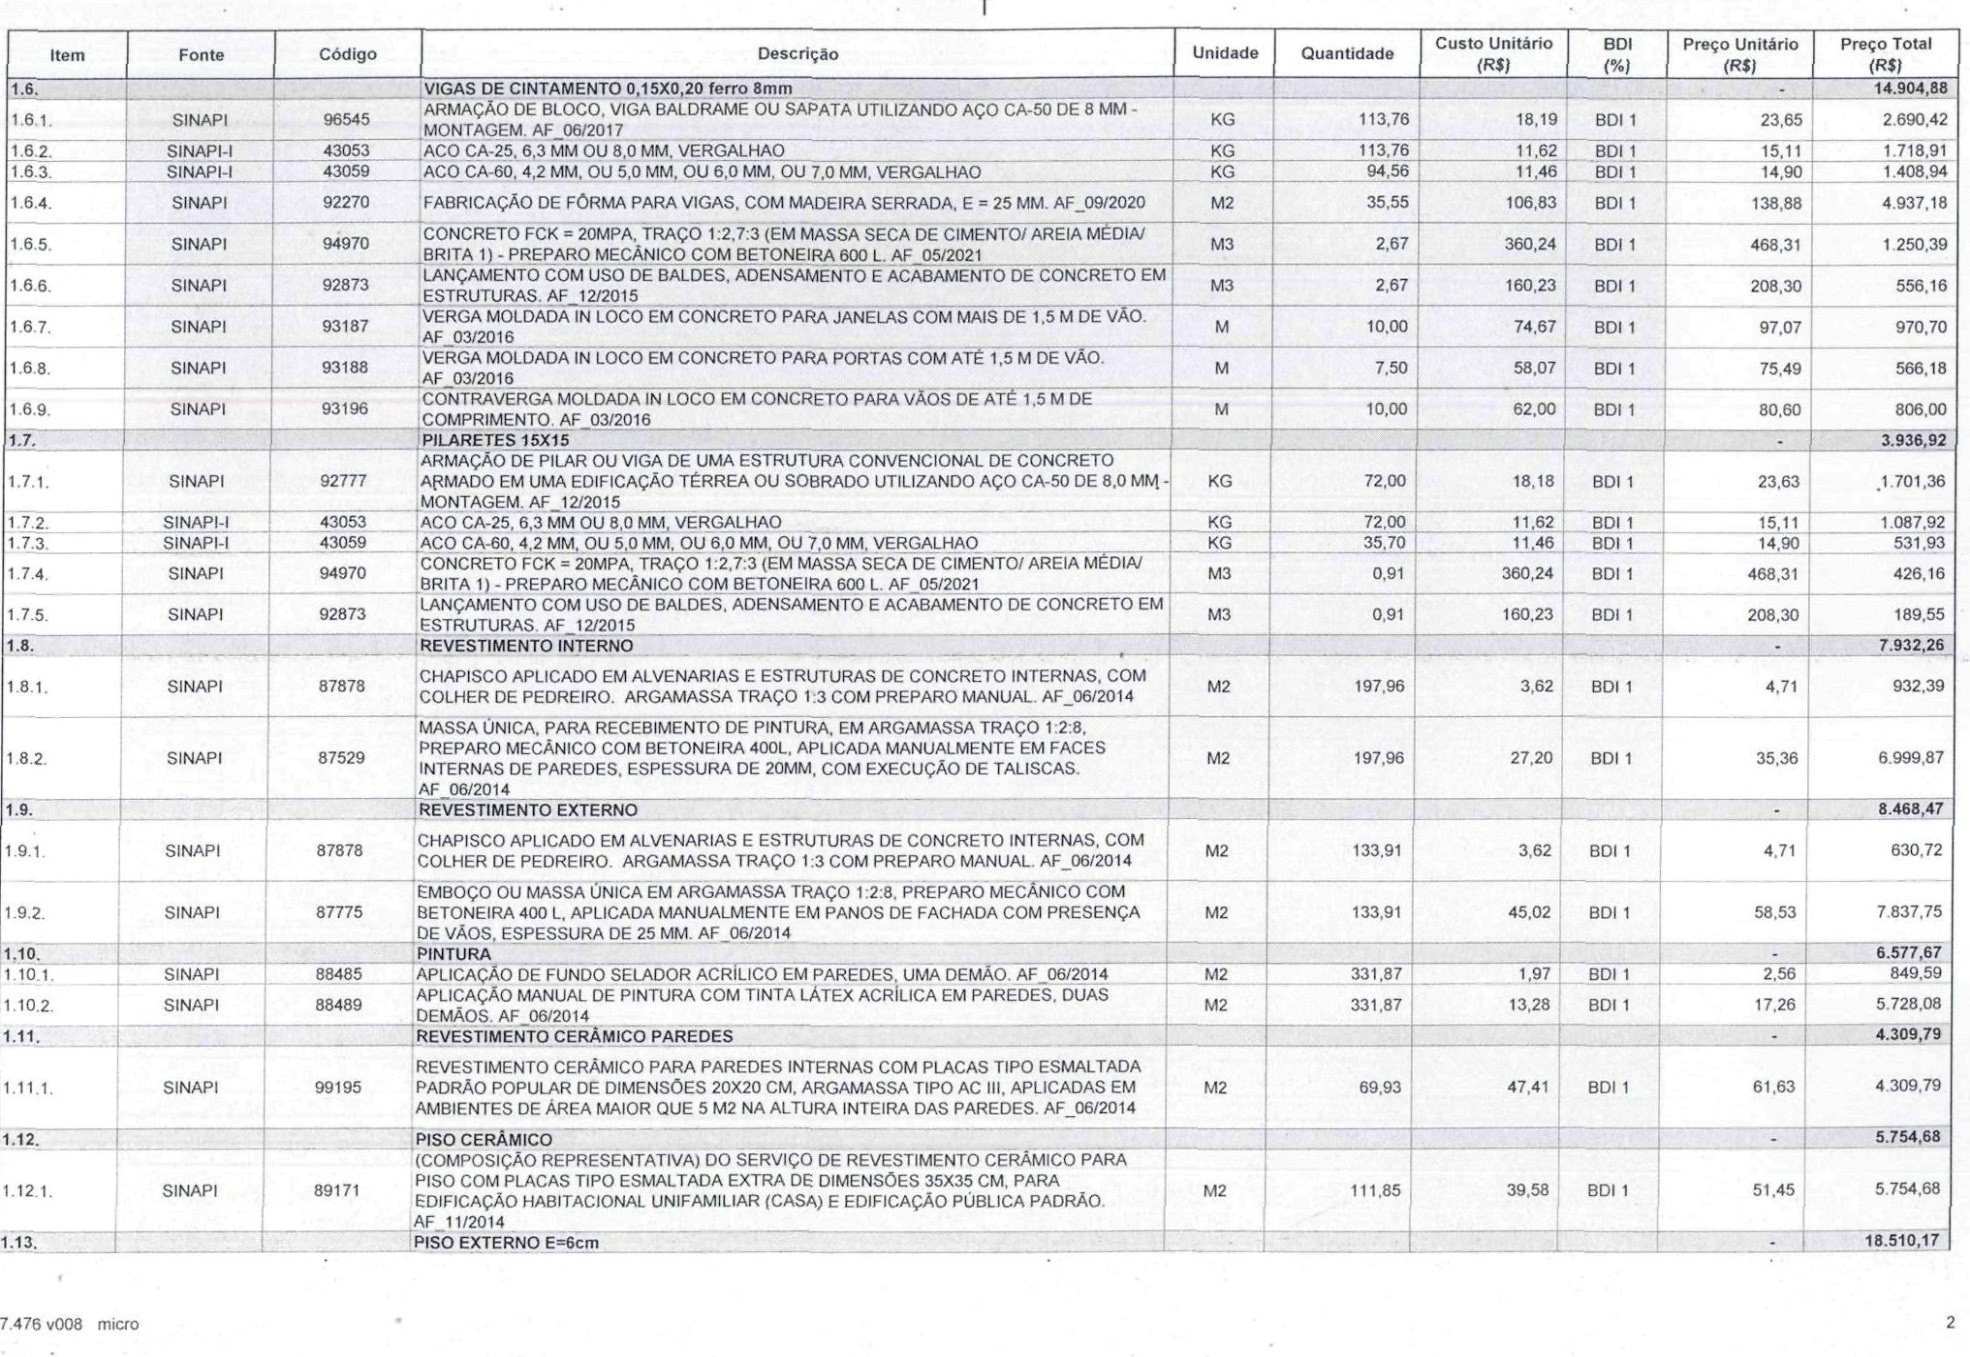 Item Fonte Código Descrição Unidade Quantidade Custo Unitário (R$) BDI (%) Preço Unitário (R$) Preço Total (R$)
1.6. VIGAS DE CINTAMENTO 0,15X0,20 ferro 8mm - 14.904,88
1.6.1. SINAPI 96545 ARMAÇÃO DE BLOCO, VIGA BALDRAME OU SAPATA UTILIZANDO AÇO CA-50 DE 8 MM -
MONTAGEM. AF_06/2017 KG 113,76 18,19 BDI 1 23,65 2.690,42
1.6.2. SINAPI-I 43053 ACO CA-25, 6,3 MM OU 8,0 MM, VERGALHAO KG 113,76 11,62 BDI 1 15,11 1.718,91
1.6.3. SINAPI-I 43059 ACO CA-60, 4,2 MM, OU 5,0 MM, OU 6,0 MM, OU 7,0 MM, VERGALHAO KG 94,56 11,46 BDI 1 14,90 1.408,94
1.6.4. SINAPI 92270 FABRICAÇÃO DE FÔRMA PARA VIGAS, COM MADEIRA SERRADA, E = 25 MM. AF_09/2020 M2 35,55 106,83 BDI 1 138,88 4.937,18
1.6.5. SINAPI 94970 CONCRETO FCK = 20MPA, TRAÇO 1:2,7:3 (EM MASSA SECA DE CIMENTO/ AREIA MÉDIA/
BRITA 1) - PREPARO MECÂNICO COM BETONEIRA 600 L. AF_05/2021 M3 2,67 360,24 BDI 1 468,31 1.250,39
1.6.6. SINAPI 92873 LANÇAMENTO COM USO DE BALDES, ADENSAMENTO E ACABAMENTO DE CONCRETO EM
ESTRUTURAS. AF_12/2015 M3 2,67 160,23 BDI 1 208,30 556,16
1.6.7. SINAPI 93187 VERGA MOLDADA IN LOCO EM CONCRETO PARA JANELAS COM MAIS DE 1,5 M DE VÃO.
AF_03/2016 M 10,00 74,67 BDI 1 97,07 970,70
1.6.8. SINAPI 93188 VERGA MOLDADA IN LOCO EM CONCRETO PARA PORTAS COM ATÉ 1,5 M DE VÃO.
AF_03/2016 M 7,50 58,07 BDI 1 75,49 566,18
1.6.9. SINAPI 93196 CONTRAVERGA MOLDADA IN LOCO EM CONCRETO PARA VÃOS DE ATÉ 1,5 M DE
COMPRIMENTO. AF_03/2016 M 10,00 62,00 BDI 1 80,60 806,00
1.7. PILARETES 15X15 - 3.936,92
1.7.1. SINAPI 92777 ARMAÇÃO DE PILAR OU VIGA DE UMA ESTRUTURA CONVENCIONAL DE CONCRETO
ARMADO EM UMA EDIFICAÇÃO TÉRREA OU SOBRADO UTILIZANDO AÇO CA-50 DE 8,0 MM -
MONTAGEM. AF_12/2015 KG 72,00 18,18 BDI 1 23,63 1.701,36
1.7.2. SINAPI-I 43053 ACO CA-25, 6,3 MM OU 8,0 MM, VERGALHAO KG 72,00 11,62 BDI 1 15,11 1.087,92
1.7.3. SINAPI-I 43059 ACO CA-60, 4,2 MM, OU 5,0 MM, OU 6,0 MM, OU 7,0 MM, VERGALHAO KG 35,70 11,46 BDI 1 14,90 531,93
1.7.4. SINAPI 94970 CONCRETO FCK = 20MPA, TRAÇO 1:2,7:3 (EM MASSA SECA DE CIMENTO/ AREIA MÉDIA/
BRITA 1) - PREPARO MECÂNICO COM BETONEIRA 600 L. AF_05/2021 M3 0,91 360,24 BDI 1 468,31 426,16
1.7.5. SINAPI 92873 LANÇAMENTO COM USO DE BALDES, ADENSAMENTO E ACABAMENTO DE CONCRETO EM
ESTRUTURAS. AF_12/2015 M3 0,91 160,23 BDI 1 208,30 189,55
1.8. REVESTIMENTO INTERNO - 7.932,26
1.8.1. SINAPI 87878 CHAPISCO APLICADO EM ALVENARIAS E ESTRUTURAS DE CONCRETO INTERNAS, COM
COLHER DE PEDREIRO. ARGAMASSA TRAÇO 1:3 COM PREPARO MANUAL. AF_06/2014 M2 197,96 3,62 BDI 1 4,71 932,39
1.8.2. SINAPI 87529 MASSA ÚNICA, PARA RECEBIMENTO DE PINTURA, EM ARGAMASSA TRAÇO 1:2:8,
PREPARO MECÂNICO COM BETONEIRA 400L, APLICADA MANUALMENTE EM FACES
INTERNAS DE PAREDES, ESPESSURA DE 20MM, COM EXECUÇÃO DE TALISCAS.
AF_06/2014 M2 197,96 27,20 BDI 1 35,36 6.999,87
1.9. REVESTIMENTO EXTERNO - 8.468,47
1.9.1. SINAPI 87878 CHAPISCO APLICADO EM ALVENARIAS E ESTRUTURAS DE CONCRETO INTERNAS, COM
COLHER DE PEDREIRO. ARGAMASSA TRAÇO 1:3 COM PREPARO MANUAL. AF_06/2014 M2 133,91 3,62 BDI 1 4,71 630,72
1.9.2. SINAPI 87775 EMBOÇO OU MASSA ÚNICA EM ARGAMASSA TRAÇO 1:2:8, PREPARO MECÂNICO COM
BETONEIRA 400 L, APLICADA MANUALMENTE EM PANOS DE FACHADA COM PRESENÇA
DE VÃOS, ESPESSURA DE 25 MM. AF_06/2014 M2 133,91 45,02 BDI 1 58,53 7.837,75
1.10. PINTURA - 6.577,67
1.10.1. SINAPI 88485 APLICAÇÃO DE FUNDO SELADOR ACRÍLICO EM PAREDES, UMA DEMÃO. AF_06/2014 M2 331,87 1,97 BDI 1 2,56 849,59
1.10.2. SINAPI 88489 APLICAÇÃO MANUAL DE PINTURA COM TINTA LÁTEX ACRÍLICA EM PAREDES, DUAS
DEMÃOS. AF_06/2014 M2 331,87 13,28 BDI 1 17,26 5.728,08
1.11. REVESTIMENTO CERÂMICO PAREDES - 4.309,79
1.11.1. SINAPI 99195 REVESTIMENTO CERÂMICO PARA PAREDES INTERNAS COM PLACAS TIPO ESMALTADA
PADRÃO POPULAR DE DIMENSÕES 20X20 CM, ARGAMASSA TIPO AC III, APLICADAS EM
AMBIENTES DE ÁREA MAIOR QUE 5 M2 NA ALTURA INTEIRA DAS PAREDES. AF_06/2014 M2 69,93 47,41 BDI 1 61,63 4.309,79
1.12. PISO CERÂMICO - 5.754,68
1.12.1. SINAPI 89171 (COMPOSIÇÃO REPRESENTATIVA) DO SERVIÇO DE REVESTIMENTO CERÂMICO PARA
PISO COM PLACAS TIPO ESMALTADA EXTRA DE DIMENSÕES 35X35 CM, PARA
EDIFICAÇÃO HABITACIONAL UNIFAMILIAR (CASA) E EDIFICAÇÃO PÚBLICA PADRÃO.
AF_11/2014 M2 111,85 39,58 BDI 1 51,45 5.754,68
1.13. PISO EXTERNO E=6cm - 18.510,17
7.476 v008 micro 2